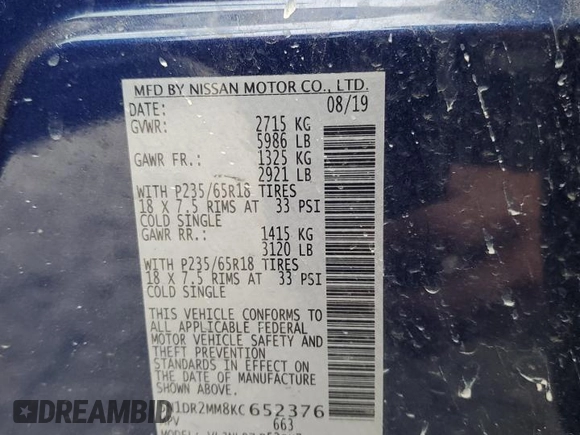 MFD BY NISSAN MOTOR CO., LTD.
DATE: 08/19
GVWR: 2715 KG
5986 LB
GAWR FR.: 1325 KG
2921 LB
WITH P235/65R18 TIRES
18 X 7.5 RIMS AT 33 PSI
COLD SINGLE
GAWR RR.: 1415 KG
3120 LB
WITH P235/65R18 TIRES
18 X 7.5 RIMS AT 33 PSI
COLD SINGLE
THIS VEHICLE CONFORMS TO
ALL APPLICABLE FEDERAL
MOTOR VEHICLE SAFETY AND
THEFT PREVENTION
STANDARDS IN EFFECT ON
THE DATE OF MANUFACTURE
SHOWN ABOVE.
1DR2MM8KC652376
663
DREAMBID